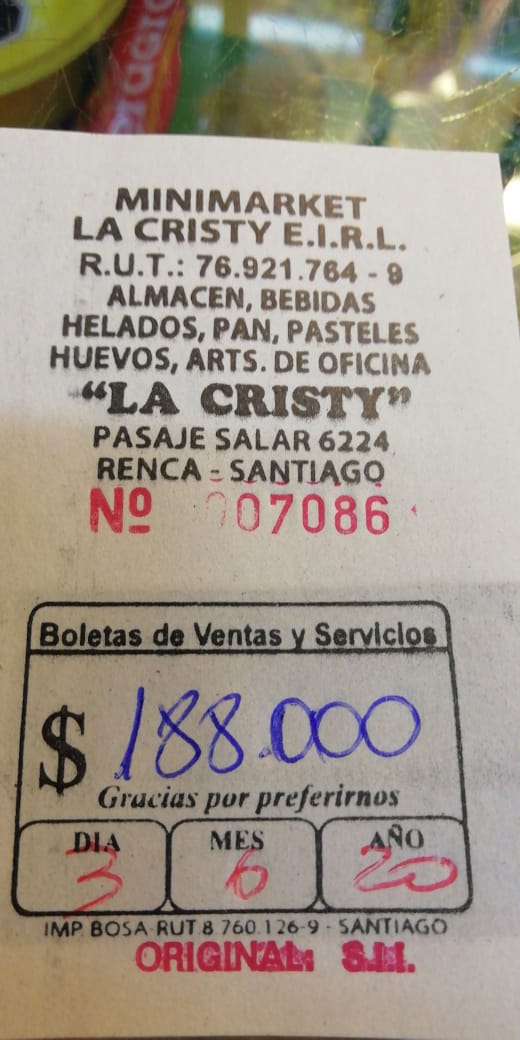 MINIMARKET
LA CRISTY E.I.R.L.
R.U.T.: 76.921.764 - 9
ALMACEN, BEBIDAS
HELADOS, PAN, PASTELES
HUEVOS, ARTS. DE OFICINA
“LA CRISTY”
PASAJE SALAR 6224
RENCA - SANTIAGO
Nº 007086
Boletas de Ventas y Servicios
$ 188.000
Gracias por preferirnos
DIA MES AÑO
3 6 20
IMP. BOSA-RUT 8.760.126-9 - SANTIAGO
ORIGINAL: S.I.I.